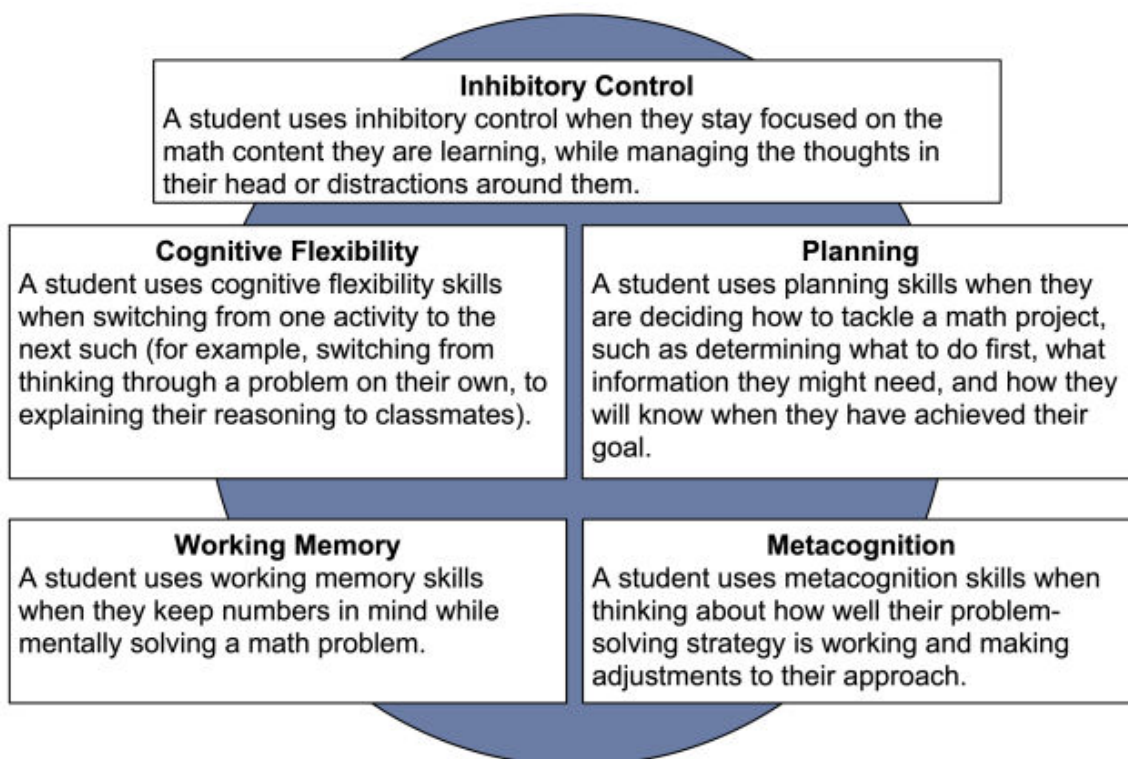 Inhibitory Control
A student uses inhibitory control when they stay focused on the
math content they are learning, while managing the thoughts in
their head or distractions around them.
Cognitive Flexibility
A student uses cognitive flexibility skills
when switching from one activity to the
next such (for example, switching from
thinking through a problem on their own, to
explaining their reasoning to classmates).
Planning
A student uses planning skills when they
are deciding how to tackle a math project,
such as determining what to do first, what
information they might need, and how they
will know when they have achieved their
goal.
Working Memory
A student uses working memory skills
when they keep numbers in mind while
mentally solving a math problem.
Metacognition
A student uses metacognition skills when
thinking about how well their problem-
solving strategy is working and making
adjustments to their approach.